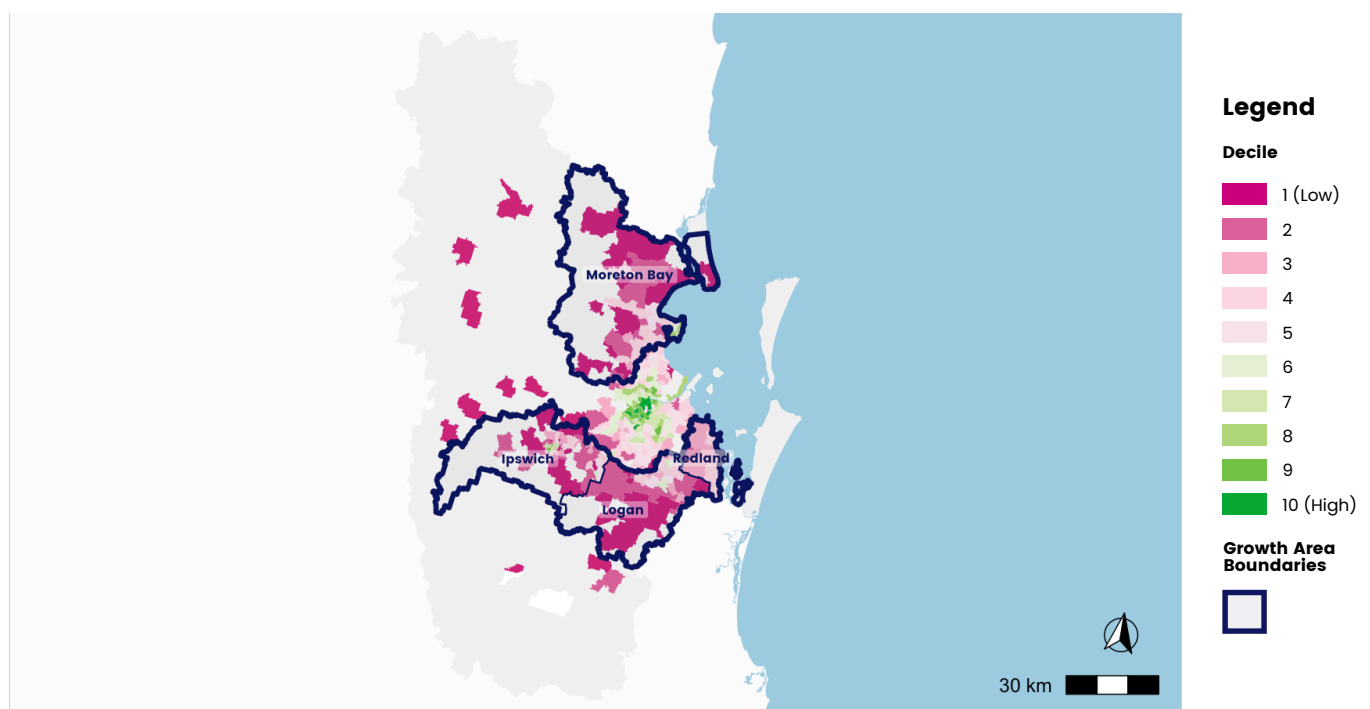 Moreton Bay
Ipswich
Redland
Logan
30 km
Legend
Decile
1 (Low)
2
3
4
5
6
7
8
9
10 (High)
Growth Area
Boundaries